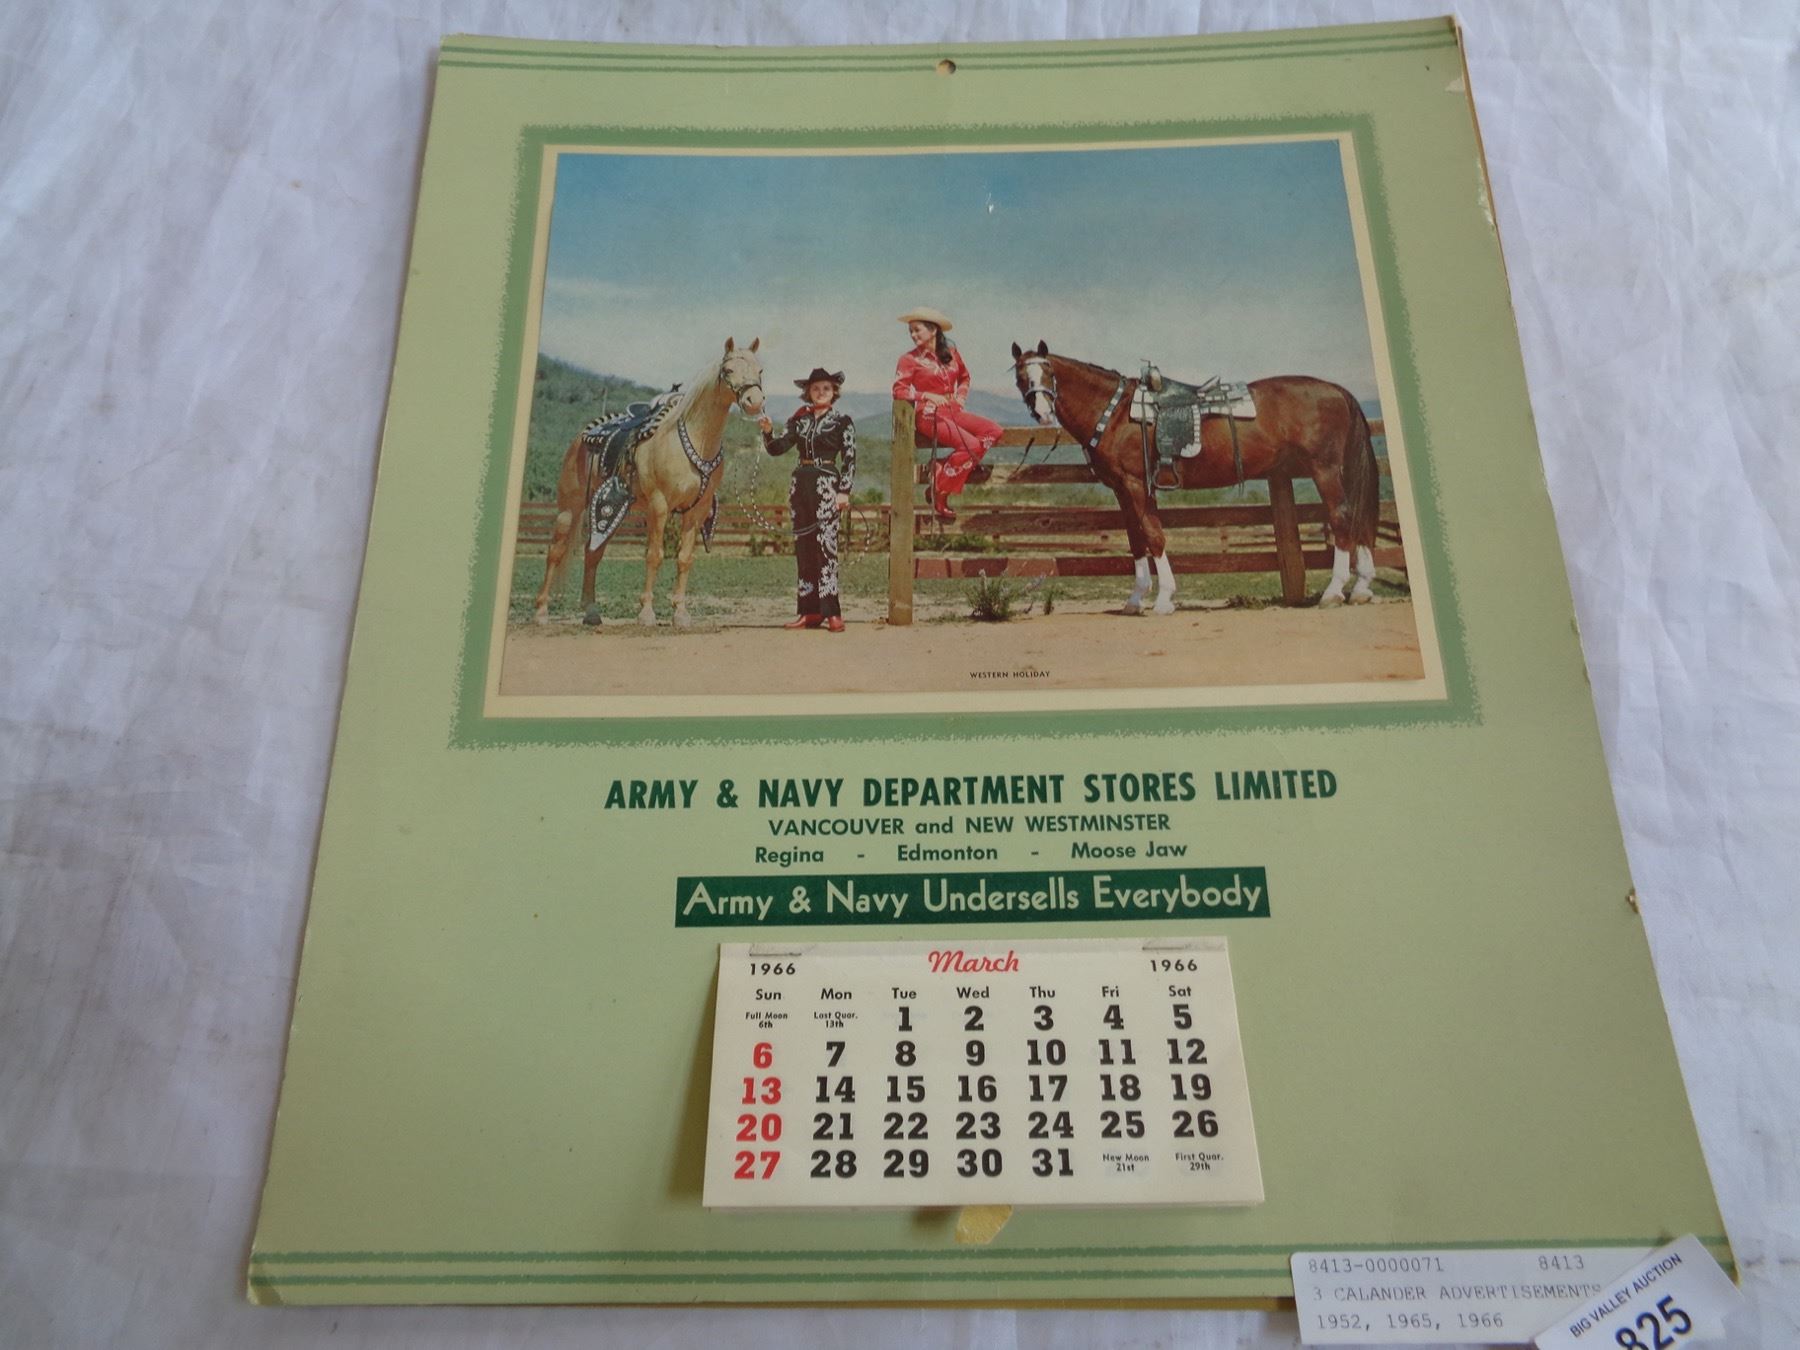 WESTERN HOLIDAY
ARMY & NAVY DEPARTMENT STORES LIMITED
VANCOUVER and NEW WESTMINSTER
Regina - Edmonton - Moose Jaw
Army & Navy Undersells Everybody
1966 March 1966
Sun Mon Tue Wed Thu Fri Sat
Full Moon 6th Last Quar. 13th 1 2 3 4 5
6 7 8 9 10 11 12
13 14 15 16 17 18 19
20 21 22 23 24 25 26
27 28 29 30 31 New Moon 21st First Quar. 29th
8413-0000071 8413
3 CALANDER ADVERTISEMENTS
1952, 1965, 1966
BIG VALLEY AUCTION
825